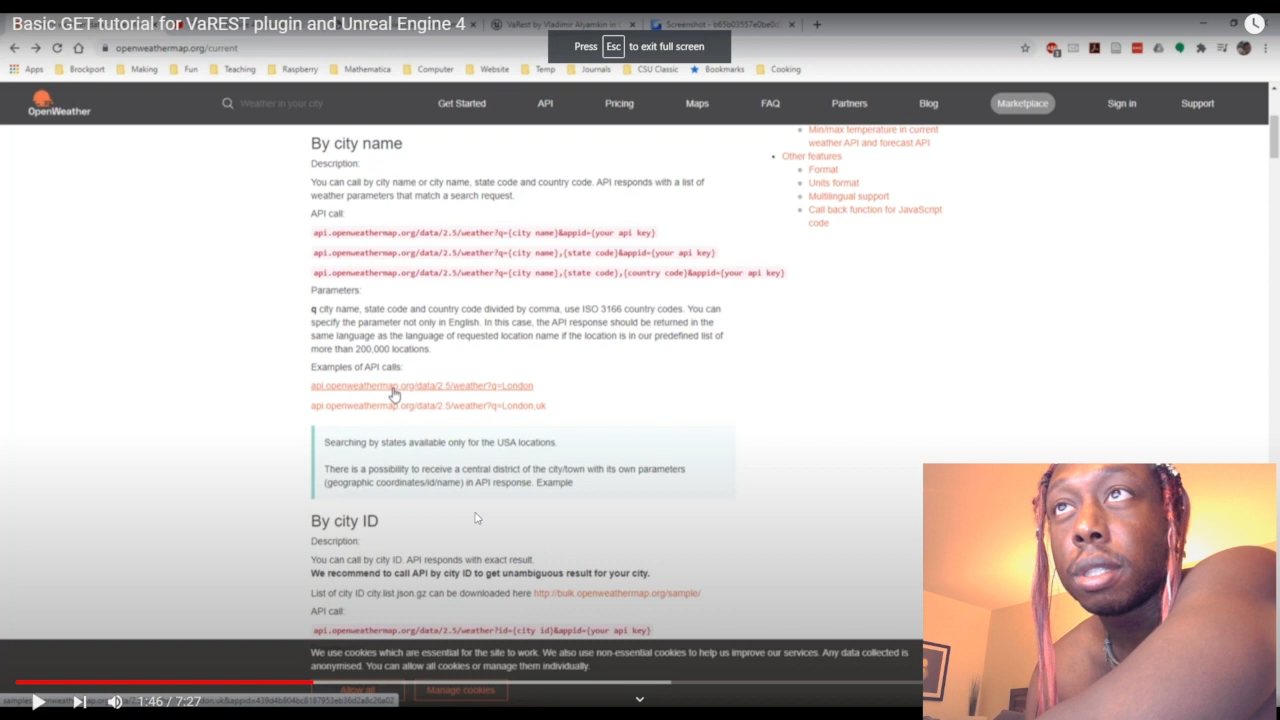 Basic GET tutorial for VaREST plugin and Unreal Engine 4
VaRest by Vladimir Alyamkin in
Screenshot - b65b03557e0be0c
Press Esc to exit full screen
openweathermap.org/current
Apps Brockport Making Fun Teaching Raspberry Mathematica Computer Website Temp Journals CSU Classic Bookmarks Cooking
OpenWeather Weather in your city Get Started API Pricing Maps FAQ Partners Blog Marketplace Sign in Support
By city name
Description:
You can call by city name or city name, state code and country code. API responds with a list of
weather parameters that match a search request.
API call:
api.openweathermap.org/data/2.5/weather?q={city name}&appid={your api key}
api.openweathermap.org/data/2.5/weather?q={city name},{state code}&appid={your api key}
api.openweathermap.org/data/2.5/weather?q={city name},{state code},{country code}&appid={your api key}
Parameters:
q city name, state code and country code divided by comma, use ISO 3166 country codes. You can
specify the parameter not only in English. In this case, the API response should be returned in the
same language as the language of requested location name if the location is in our predefined list of
more than 200,000 locations.
Examples of API calls:
api.openweathermap.org/data/2.5/weather?q=London
api.openweathermap.org/data/2.5/weather?q=London,uk
Searching by states available only for the USA locations.
There is a possibility to receive a central district of the city/town with its own parameters
(geographic coordinates/id/name) in API response. Example
By city ID
Description:
You can call by city ID. API responds with exact result.
We recommend to call API by city ID to get unambiguous result for your city.
List of city ID city.list.json.gz can be downloaded here http://bulk.openweathermap.org/sample/
API call:
api.openweathermap.org/data/2.5/weather?id={city id}&appid={your api key}
Min/max temperature in current
weather API and forecast API
Other features
Format
Units format
Multilingual support
Call back function for JavaScript
code
We use cookies which are essential for the site to work. We also use non-essential cookies to help us improve our services. Any data collected is
anonymised. You can allow all cookies or manage them individually.
Allow all Manage cookies
1:46 / 7:27